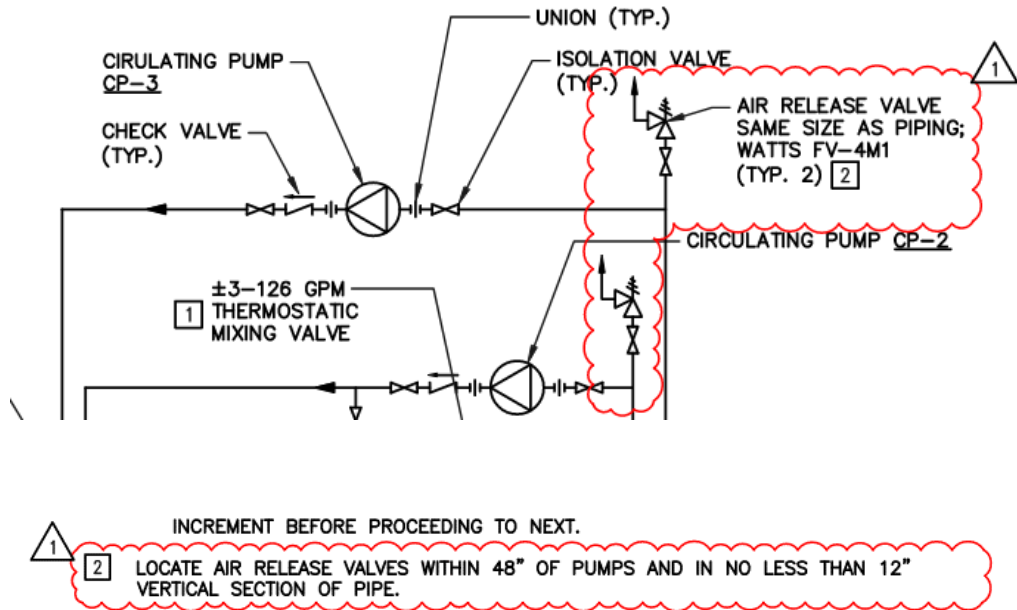 UNION (TYP.)
CIRULATING PUMP
CP-3
ISOLATION VALVE
(TYP.)
1
CHECK VALVE
(TYP.)
AIR RELEASE VALVE
SAME SIZE AS PIPING;
WATTS FV-4M1
(TYP. 2) 2
CIRCULATING PUMP CP-2
±3-126 GPM
1 THERMOSTATIC
MIXING VALVE
INCREMENT BEFORE PROCEEDING TO NEXT.
1
2 LOCATE AIR RELEASE VALVES WITHIN 48" OF PUMPS AND IN NO LESS THAN 12"
VERTICAL SECTION OF PIPE.